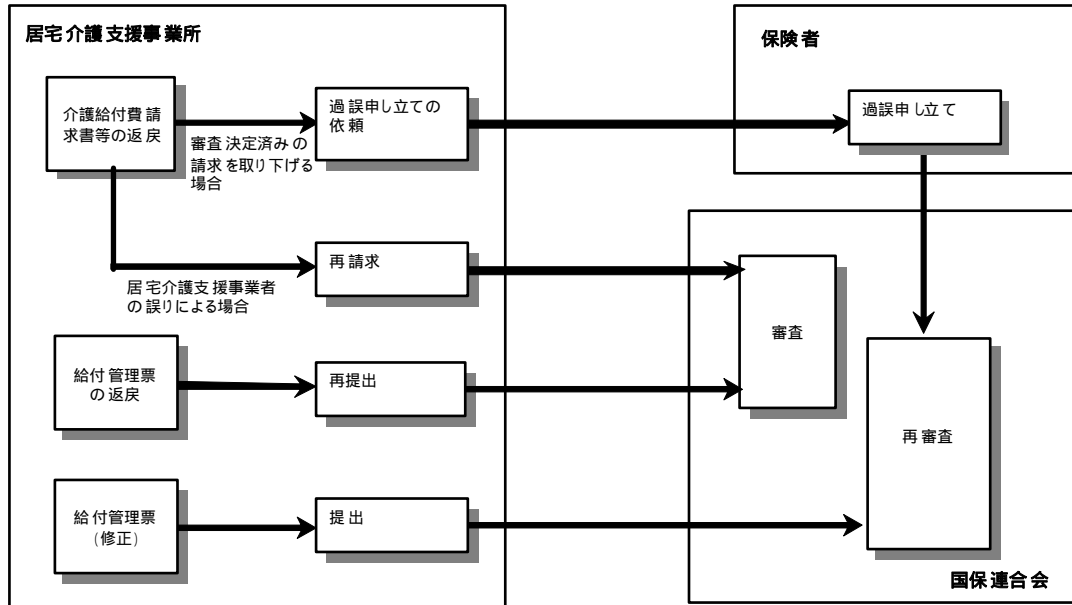 居宅介護支援事業所
保険者
介護給付費請
求書等の返戻
審査決定済みの
請求を取り下げる
場合
過誤申し立ての
依頼
過誤申し立て
居宅介護支援事業者
の誤りによる場合
再請求
審査
給付管理票
の返戻
再提出
再審査
給付管理票
(修正)
提出
国保連合会